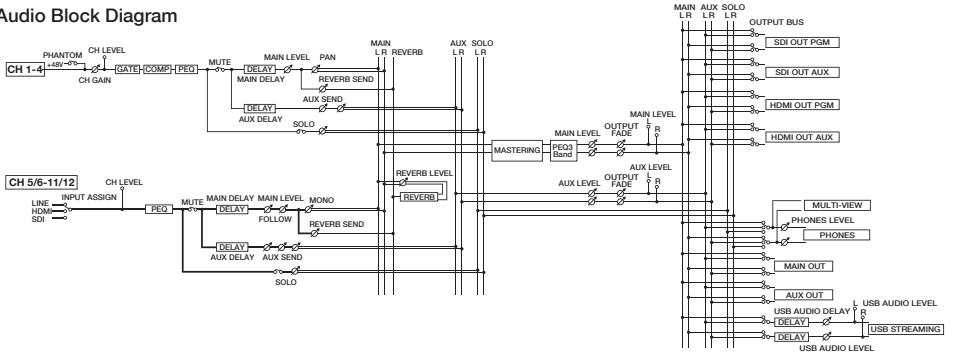 Audio Block Diagram
MAIN AUX SOLO
L R L R L R
OUTPUT BUS
SDI OUT PGM
SDI OUT AUX
HDMI OUT PGM
HDMI OUT AUX
PHANTOM
+48V
CH LEVEL
CH 1-4
CH GAIN
GATE
COMP
PEQ
MUTE
DELAY
MAIN DELAY
MAIN LEVEL
PAN
REVERB SEND
DELAY
AUX DELAY
AUX SEND
SOLO
MAIN
L R REVERB
AUX SOLO
L R L R
MASTERING
PEQ3
Band
MAIN LEVEL
OUTPUT
FADE
MAIN LEVEL
L
R
REVERB LEVEL
REVERB
AUX LEVEL
OUTPUT
FADE
AUX LEVEL
L
R
CH 5/6-11/12
INPUT ASSIGN
LINE
HDMI
SDI
CH LEVEL
PEQ
MUTE
MAIN DELAY
DELAY
MAIN LEVEL
FOLLOW
MONO
REVERB SEND
DELAY
AUX DELAY
AUX SEND
SOLO
MULTI-VIEW
PHONES LEVEL
PHONES
MAIN OUT
AUX OUT
USB AUDIO DELAY
L
R
USB AUDIO LEVEL
DELAY
USB STREAMING
DELAY
USB AUDIO LEVEL